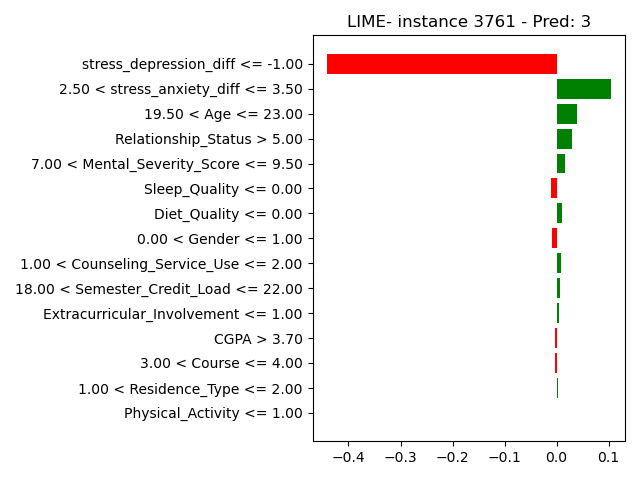 LIME- instance 3761 - Pred: 3
stress_depression_diff <= -1.00
2.50 < stress_anxiety_diff <= 3.50
19.50 < Age <= 23.00
Relationship_Status > 5.00
7.00 < Mental_Severity_Score <= 9.50
Sleep_Quality <= 0.00
Diet_Quality <= 0.00
0.00 < Gender <= 1.00
1.00 < Counseling_Service_Use <= 2.00
18.00 < Semester_Credit_Load <= 22.00
Extracurricular_Involvement <= 1.00
CGPA > 3.70
3.00 < Course <= 4.00
1.00 < Residence_Type <= 2.00
Physical_Activity <= 1.00
−0.4 −0.3 −0.2 −0.1 0.0 0.1